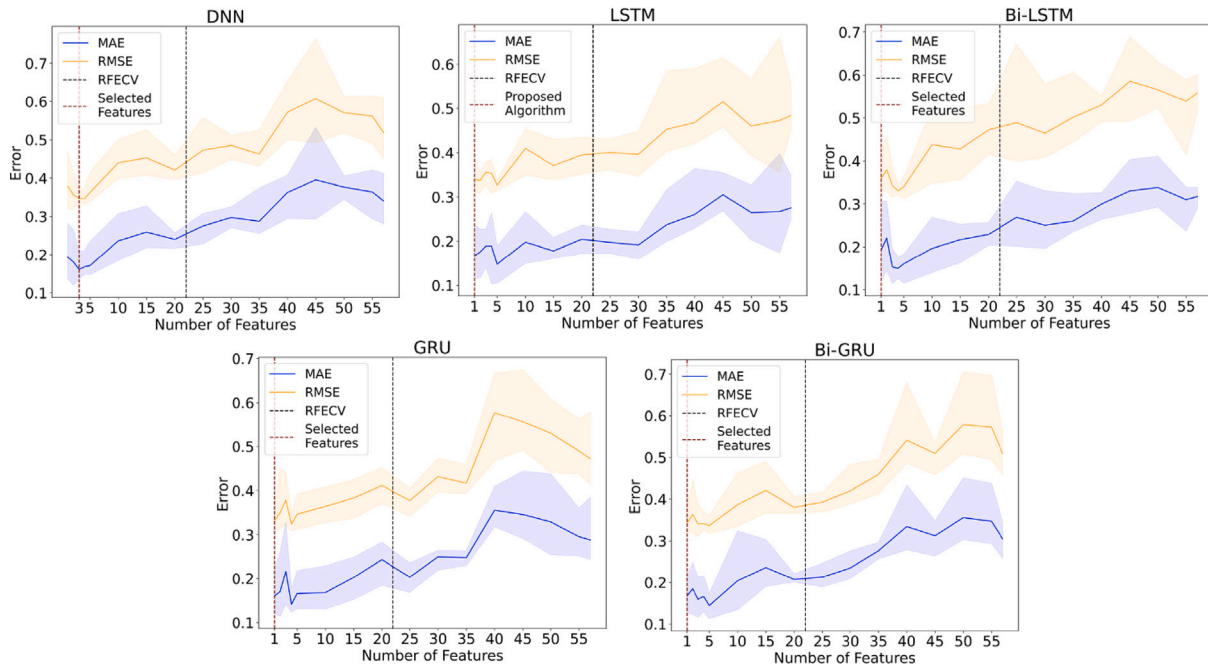 DNN
MAE
RMSE
RFECV
Selected
Features
Error
0.7
0.6
0.5
0.4
0.3
0.2
0.1
3 5 10 15 20 25 30 35 40 45 50 55
Number of Features
LSTM
MAE
RMSE
RFECV
Proposed
Algorithm
Error
0.6
0.5
0.4
0.3
0.2
0.1
1 5 10 15 20 25 30 35 40 45 50 55
Number of Features
Bi-LSTM
MAE
RMSE
RFECV
Selected
Features
Error
0.7
0.6
0.5
0.4
0.3
0.2
0.1
1 5 10 15 20 25 30 35 40 45 50 55
Number of Features
GRU
MAE
RMSE
RFECV
Selected
Features
Error
0.7
0.6
0.5
0.4
0.3
0.2
0.1
1 5 10 15 20 25 30 35 40 45 50 55
Number of Features
Bi-GRU
MAE
RMSE
RFECV
Selected
Features
Error
0.7
0.6
0.5
0.4
0.3
0.2
0.1
1 5 10 15 20 25 30 35 40 45 50 55
Number of Features